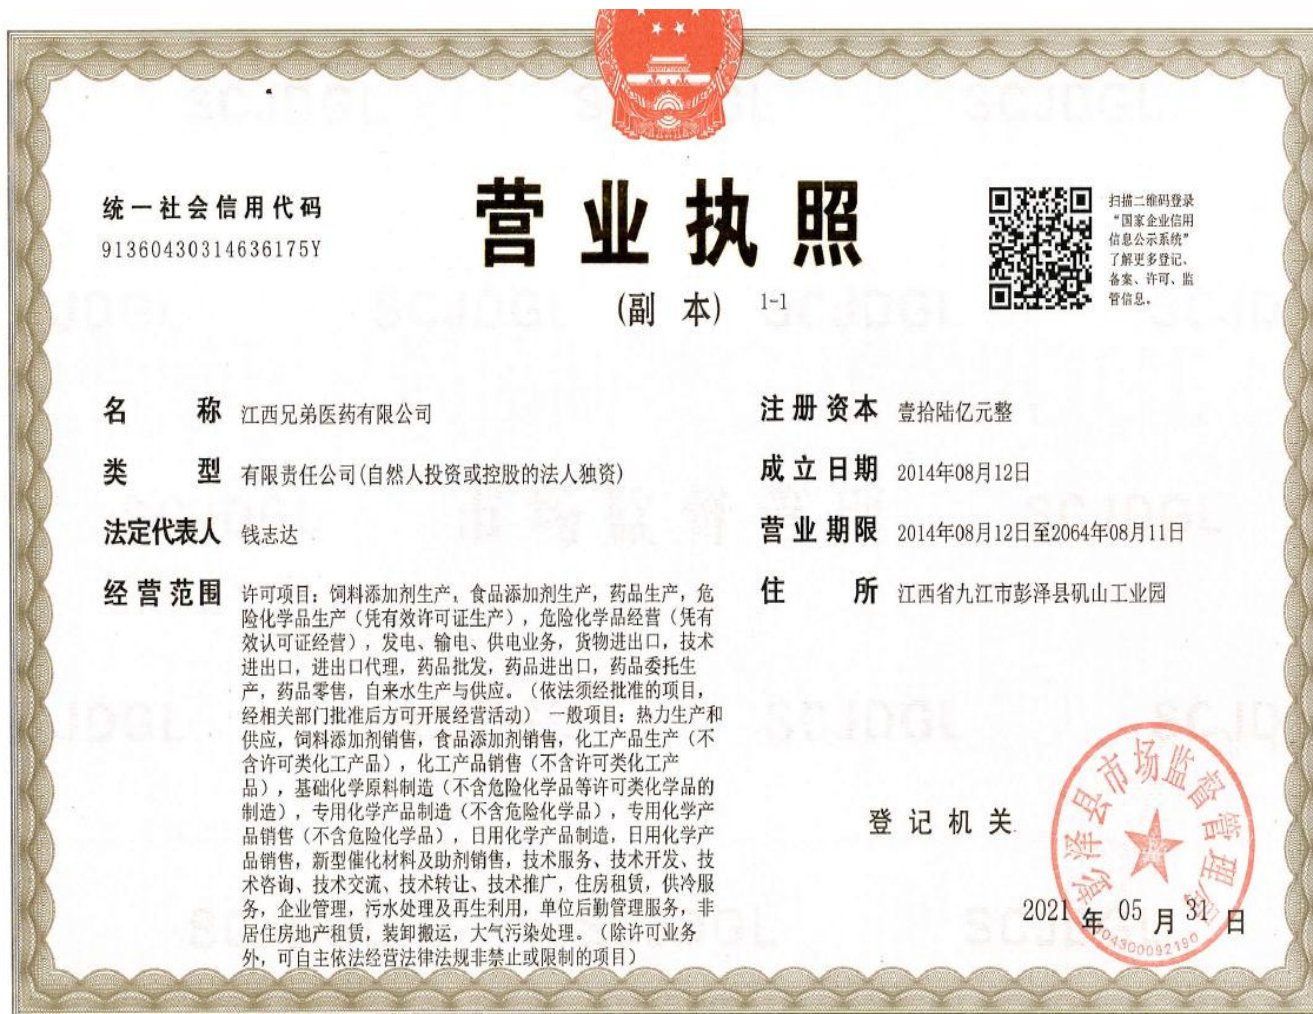 统一社会信用代码
91360430314636175Y
营业执照
(副 本) 1-1
扫描二维码登录
“国家企业信用
信息公示系统”
了解更多登记、
备案、许可、监
管信息。
名 称 江西兄弟医药有限公司
类 型 有限责任公司(自然人投资或控股的法人独资)
法定代表人 钱志达
经营范围 许可项目：饲料添加剂生产，食品添加剂生产，药品生产，危
险化学品生产（凭有效许可证生产），危险化学品经营（凭有
效认可证经营），发电、输电、供电业务，货物进出口，技术
进出口，进出口代理，药品批发，药品进出口，药品委托生
产，药品零售，自来水生产与供应。（依法须经批准的项目，
经相关部门批准后方可开展经营活动） 一般项目：热力生产和
供应，饲料添加剂销售，食品添加剂销售，化工产品生产（不
含许可类化工产品），化工产品销售（不含许可类化工产
品），基础化学原料制造（不含危险化学品等许可类化学品的
制造），专用化学产品制造（不含危险化学品），专用化学产
品销售（不含危险化学品），日用化学产品制造，日用化学产
品销售，新型催化材料及助剂销售，技术服务、技术开发、技
术咨询、技术交流、技术转让、技术推广，住房租赁，供冷服
务，企业管理，污水处理及再生利用，单位后勤管理服务，非
居住房地产租赁，装卸搬运，大气污染处理。（除许可业务
外，可自主依法经营法律法规非禁止或限制的项目）
注册资本 壹拾陆亿元整
成立日期 2014年08月12日
营业期限 2014年08月12日至2064年08月11日
住 所 江西省九江市彭泽县矶山工业园
登记机关
彭泽县市场监督管理局
2021 年 05 月 31 日
SCJDGL